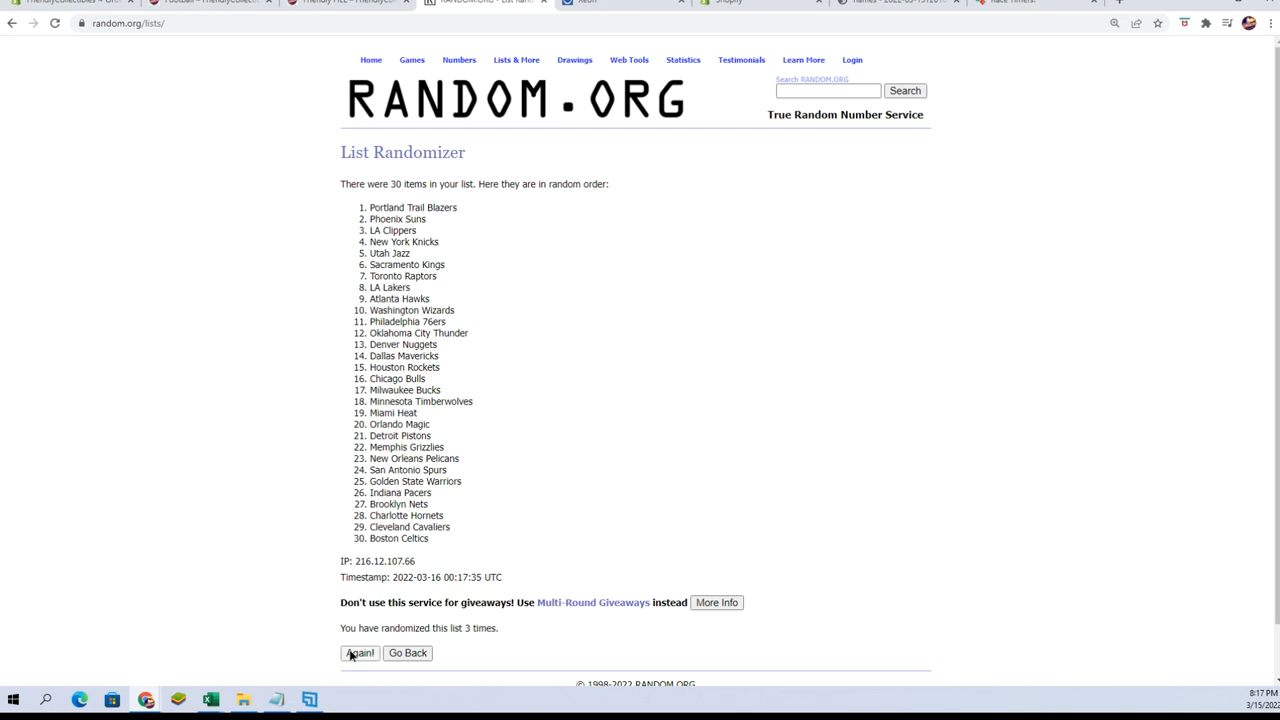 random.org/lists/
Home Games Numbers Lists & More Drawings Web Tools Statistics Testimonials Learn More Login
RANDOM.ORG
Search RANDOM.ORG
Search
True Random Number Service
List Randomizer
There were 30 items in your list. Here they are in random order:
1. Portland Trail Blazers
2. Phoenix Suns
3. LA Clippers
4. New York Knicks
5. Utah Jazz
6. Sacramento Kings
7. Toronto Raptors
8. LA Lakers
9. Atlanta Hawks
10. Washington Wizards
11. Philadelphia 76ers
12. Oklahoma City Thunder
13. Denver Nuggets
14. Dallas Mavericks
15. Houston Rockets
16. Chicago Bulls
17. Milwaukee Bucks
18. Minnesota Timberwolves
19. Miami Heat
20. Orlando Magic
21. Detroit Pistons
22. Memphis Grizzlies
23. New Orleans Pelicans
24. San Antonio Spurs
25. Golden State Warriors
26. Indiana Pacers
27. Brooklyn Nets
28. Charlotte Hornets
29. Cleveland Cavaliers
30. Boston Celtics
IP: 216.12.107.66
Timestamp: 2022-03-16 00:17:35 UTC
Don't use this service for giveaways! Use Multi-Round Giveaways instead More Info
You have randomized this list 3 times.
Again! Go Back
© 1998-2022 RANDOM.ORG
8:17 PM